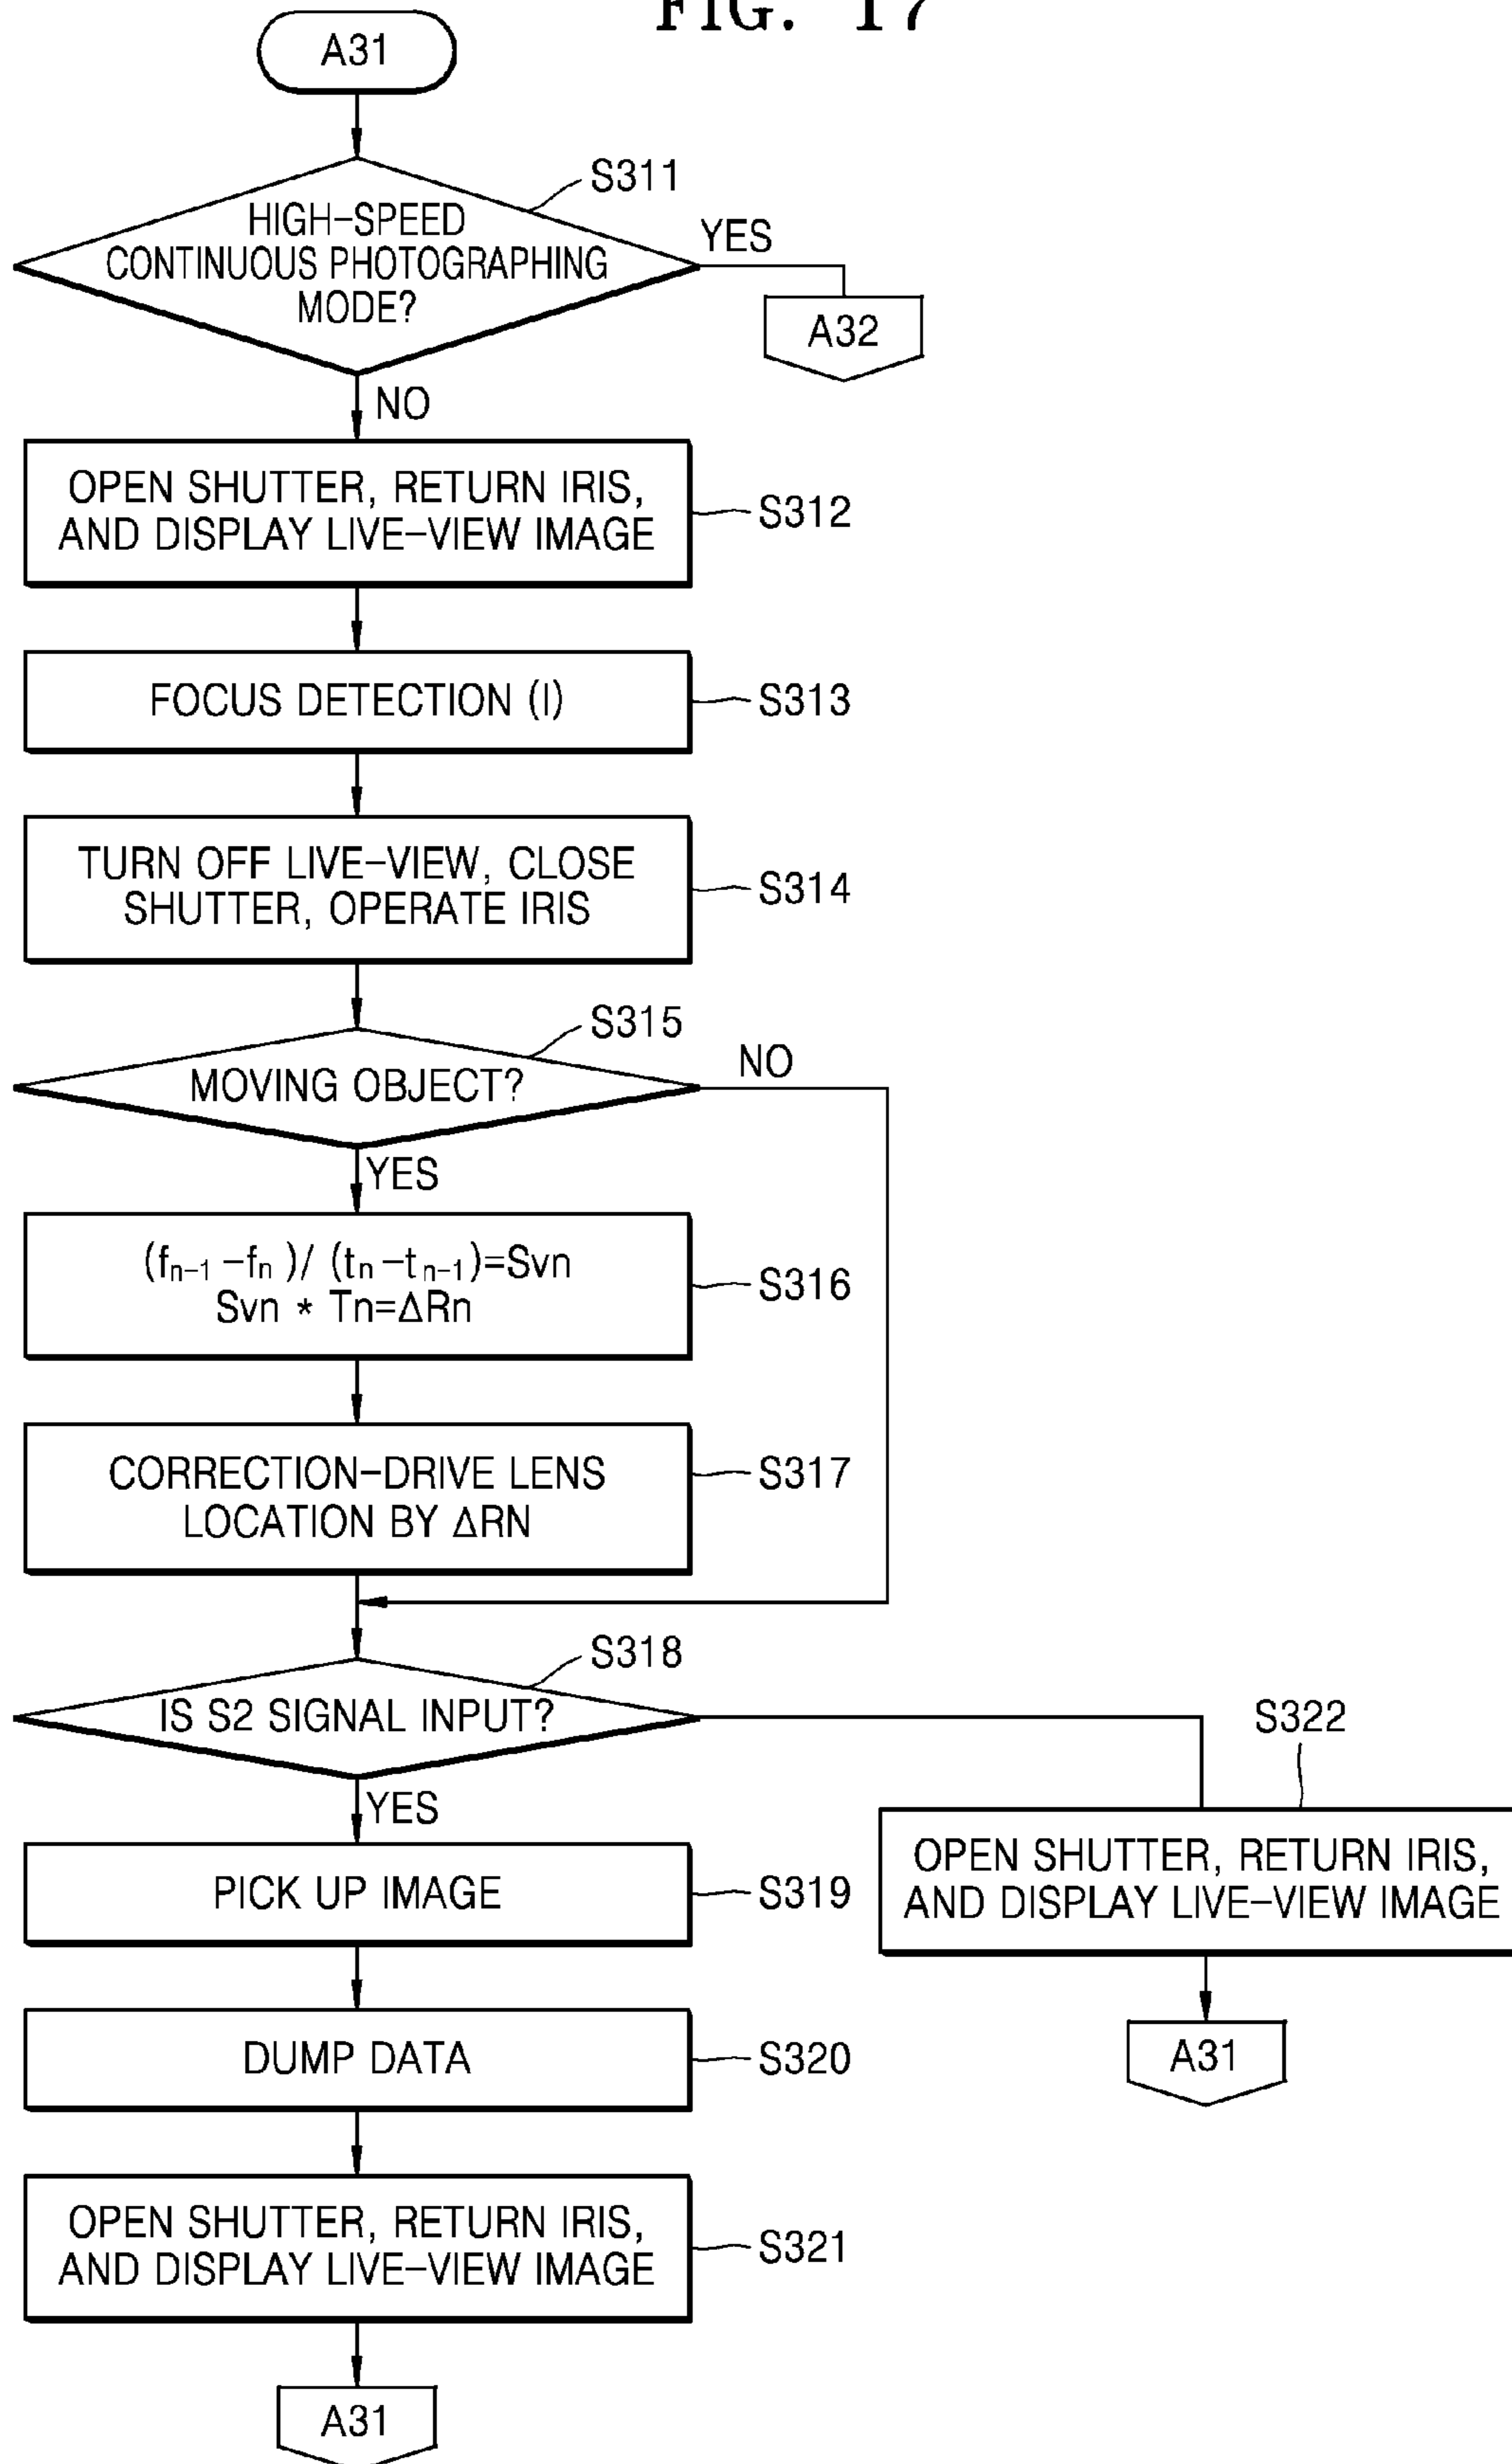 FIG. 17
A31
S311
HIGH-SPEED
CONTINUOUS PHOTOGRAPHING
MODE?
YES
A32
NO
OPEN SHUTTER, RETURN IRIS,
AND DISPLAY LIVE-VIEW IMAGE
S312
FOCUS DETECTION (I)
S313
TURN OFF LIVE-VIEW, CLOSE
SHUTTER, OPERATE IRIS
S314
S315
MOVING OBJECT?
NO
YES
(fn-1 -fn )/ (tn -tn-1)=Svn
Svn * Tn=ΔRn
S316
CORRECTION-DRIVE LENS
LOCATION BY ΔRN
S317
S318
IS S2 SIGNAL INPUT?
YES
S322
OPEN SHUTTER, RETURN IRIS,
AND DISPLAY LIVE-VIEW IMAGE
A31
PICK UP IMAGE
S319
DUMP DATA
S320
OPEN SHUTTER, RETURN IRIS,
AND DISPLAY LIVE-VIEW IMAGE
S321
A31